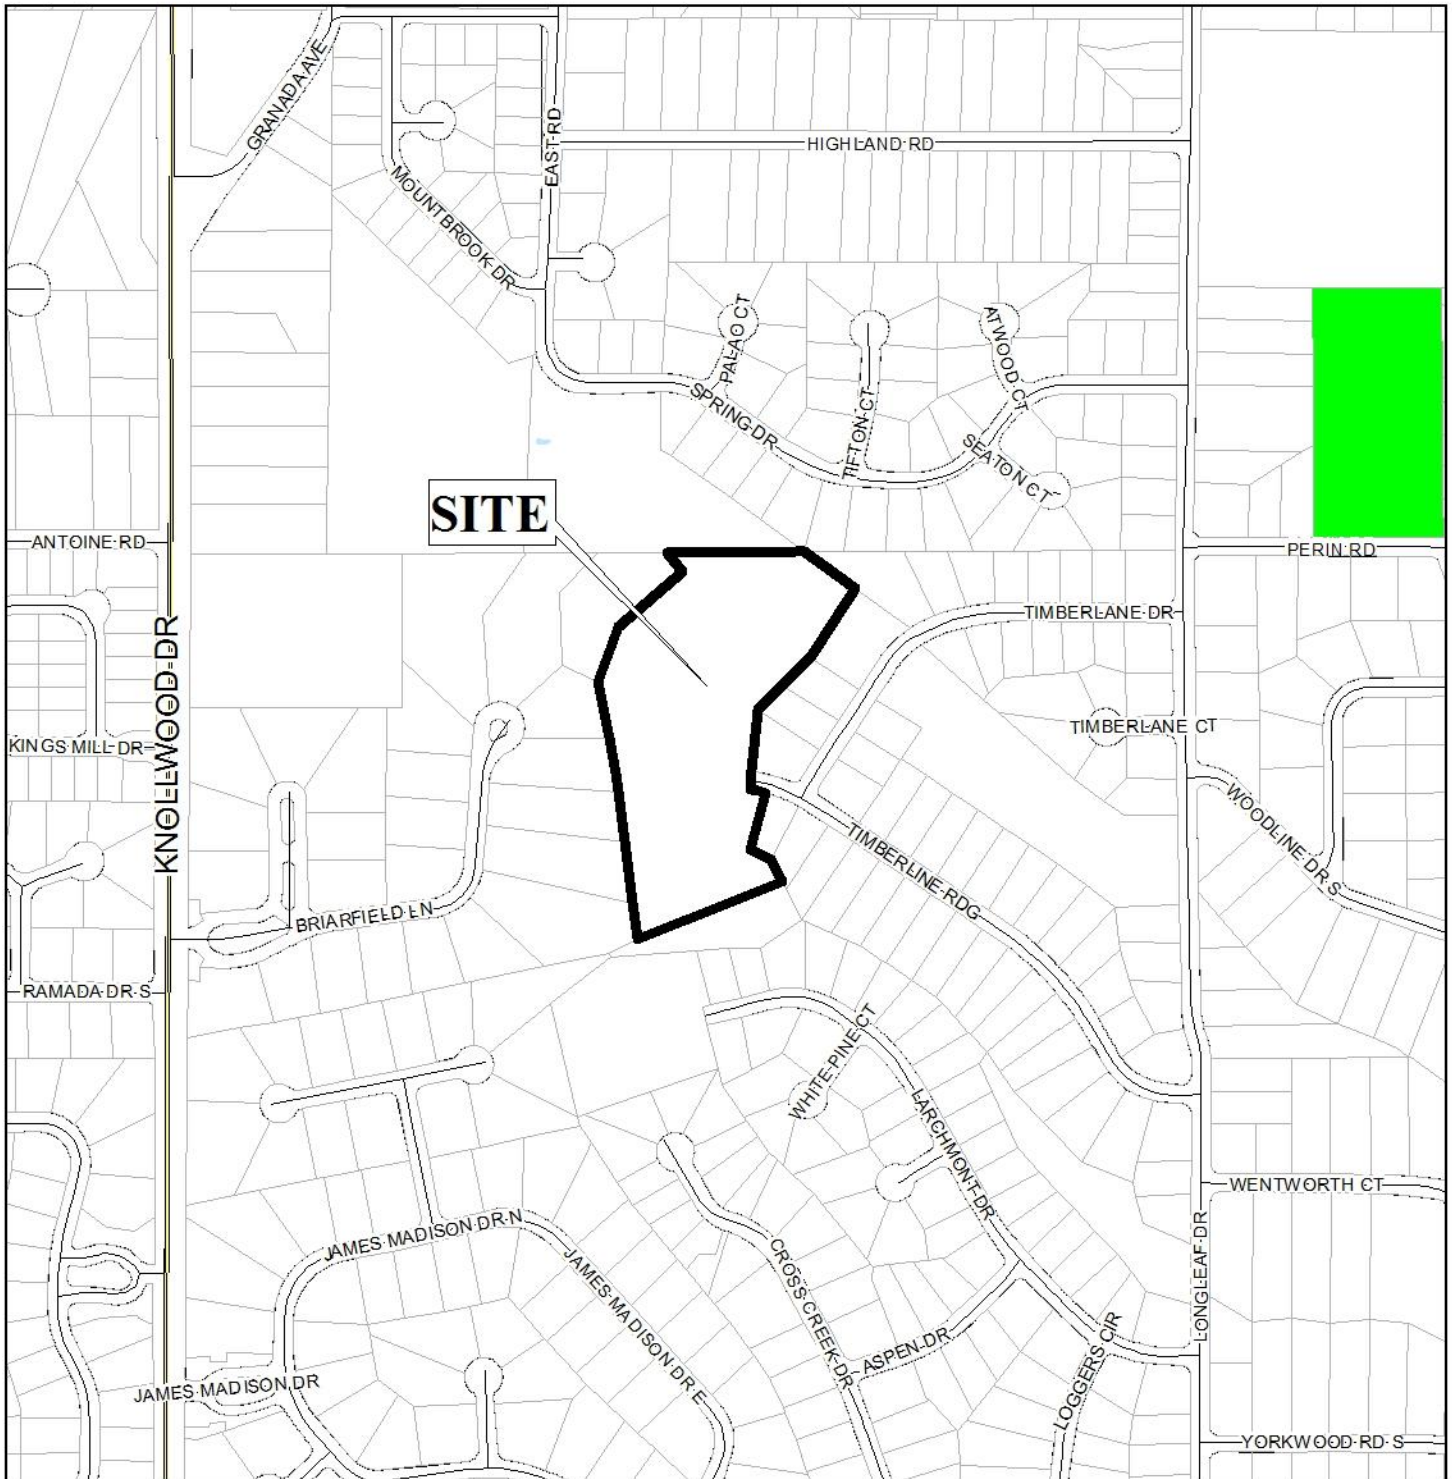 GRANADA AVE
EAST RD
HIGHLAND RD
MOUNTBROOK DR
PALAO CT
ATWOOD CT
TIFTON CT
SPRING DR
SEATON CT
SITE
ANTOINE RD
PERIN RD
TIMBERLANE DR
KNOLLWOOD DR
KINGS MILL DR
TIMBERLANE CT
WOODLINE DR S
TIMBERLINE RDG
BRIARFIELD LN
RAMADA DR S
WHITE PINE CT
LARCHMONT DR
WENTWORTH CT
JAMES MADISON DR N
JAMES MADISON DR E
CROSS CREEK DR
LONGLEAF DR
ASPEN DR
LOGGERS CIR
JAMES MADISON DR
YORKWOOD RD S